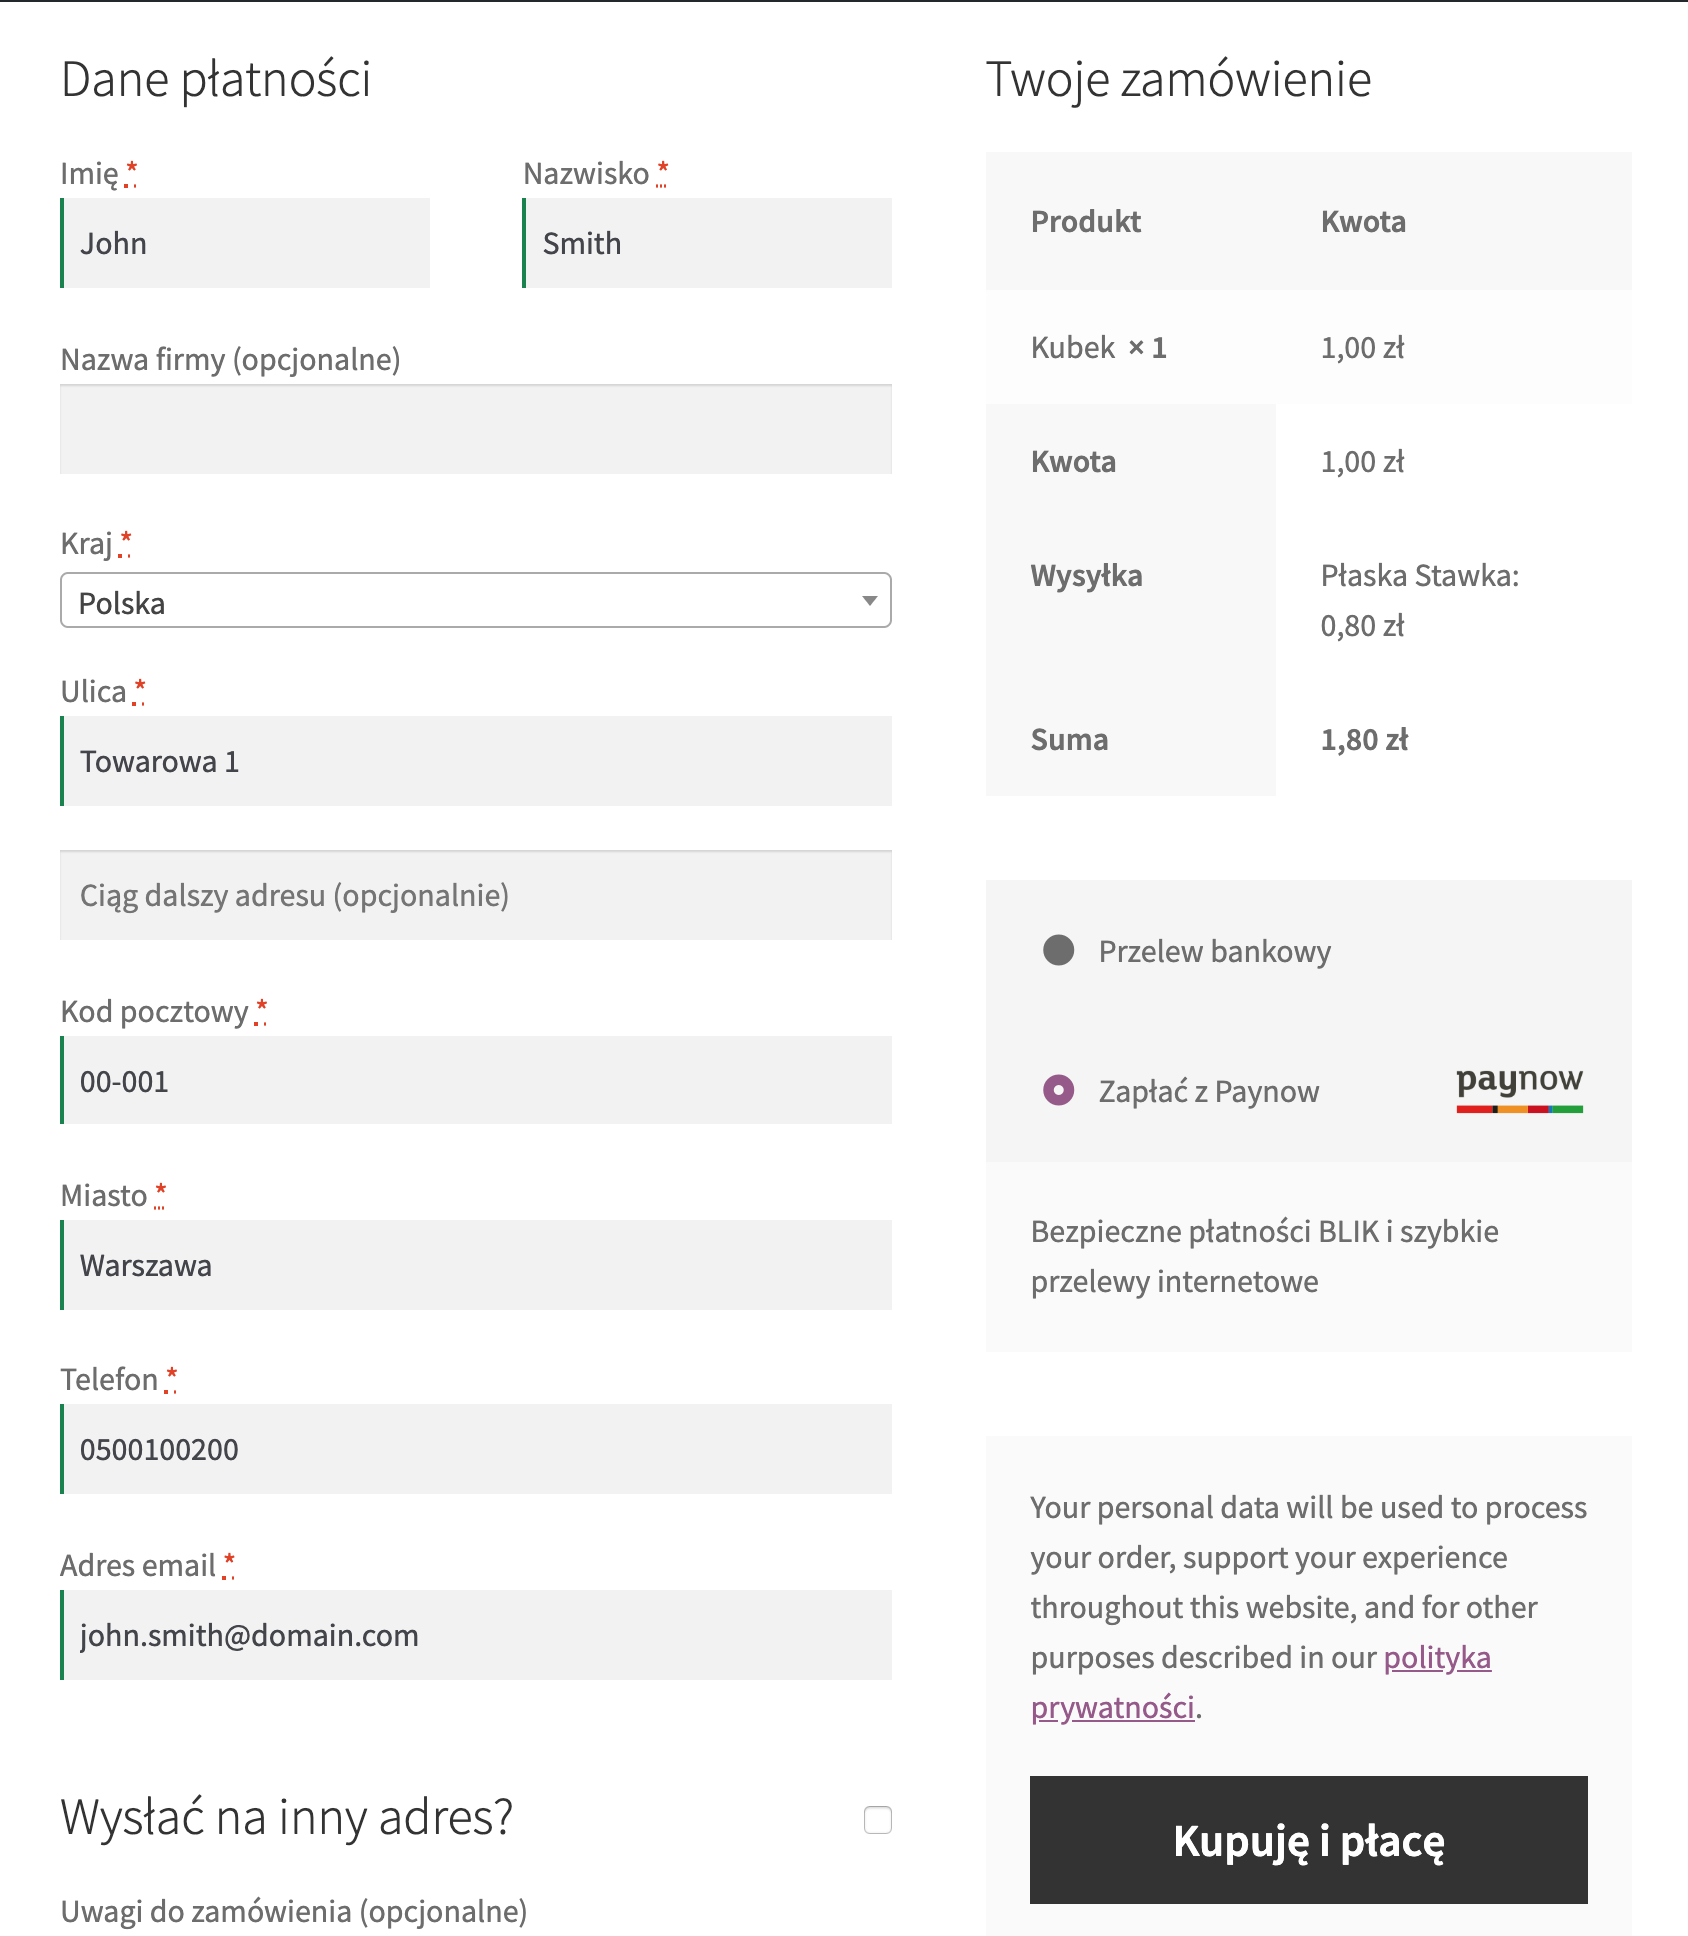 Dane płatności
Imię *
Nazwisko *
John
Smith
Nazwa firmy (opcjonalne)
Kraj *
Polska
Ulica *
Towarowa 1
Ciąg dalszy adresu (opcjonalnie)
Kod pocztowy *
00-001
Miasto *
Warszawa
Telefon *
0500100200
Adres email *
john.smith@domain.com
Wysłać na inny adres?
Uwagi do zamówienia (opcjonalne)
Twoje zamówienie
Produkt Kwota
Kubek × 1 1,00 zł
Kwota 1,00 zł
Wysyłka Płaska Stawka:
0,80 zł
Suma 1,80 zł
Przelew bankowy
Zapłać z Paynow paynow
Bezpieczne płatności BLIK i szybkie
przelewy internetowe
Your personal data will be used to process
your order, support your experience
throughout this website, and for other
purposes described in our polityka
prywatności.
Kupuję i płacę